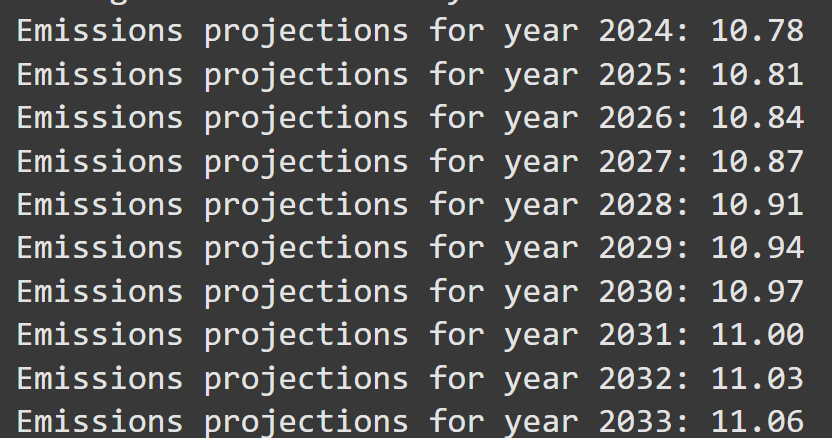 Emissions projections for year 2024: 10.78
Emissions projections for year 2025: 10.81
Emissions projections for year 2026: 10.84
Emissions projections for year 2027: 10.87
Emissions projections for year 2028: 10.91
Emissions projections for year 2029: 10.94
Emissions projections for year 2030: 10.97
Emissions projections for year 2031: 11.00
Emissions projections for year 2032: 11.03
Emissions projections for year 2033: 11.06